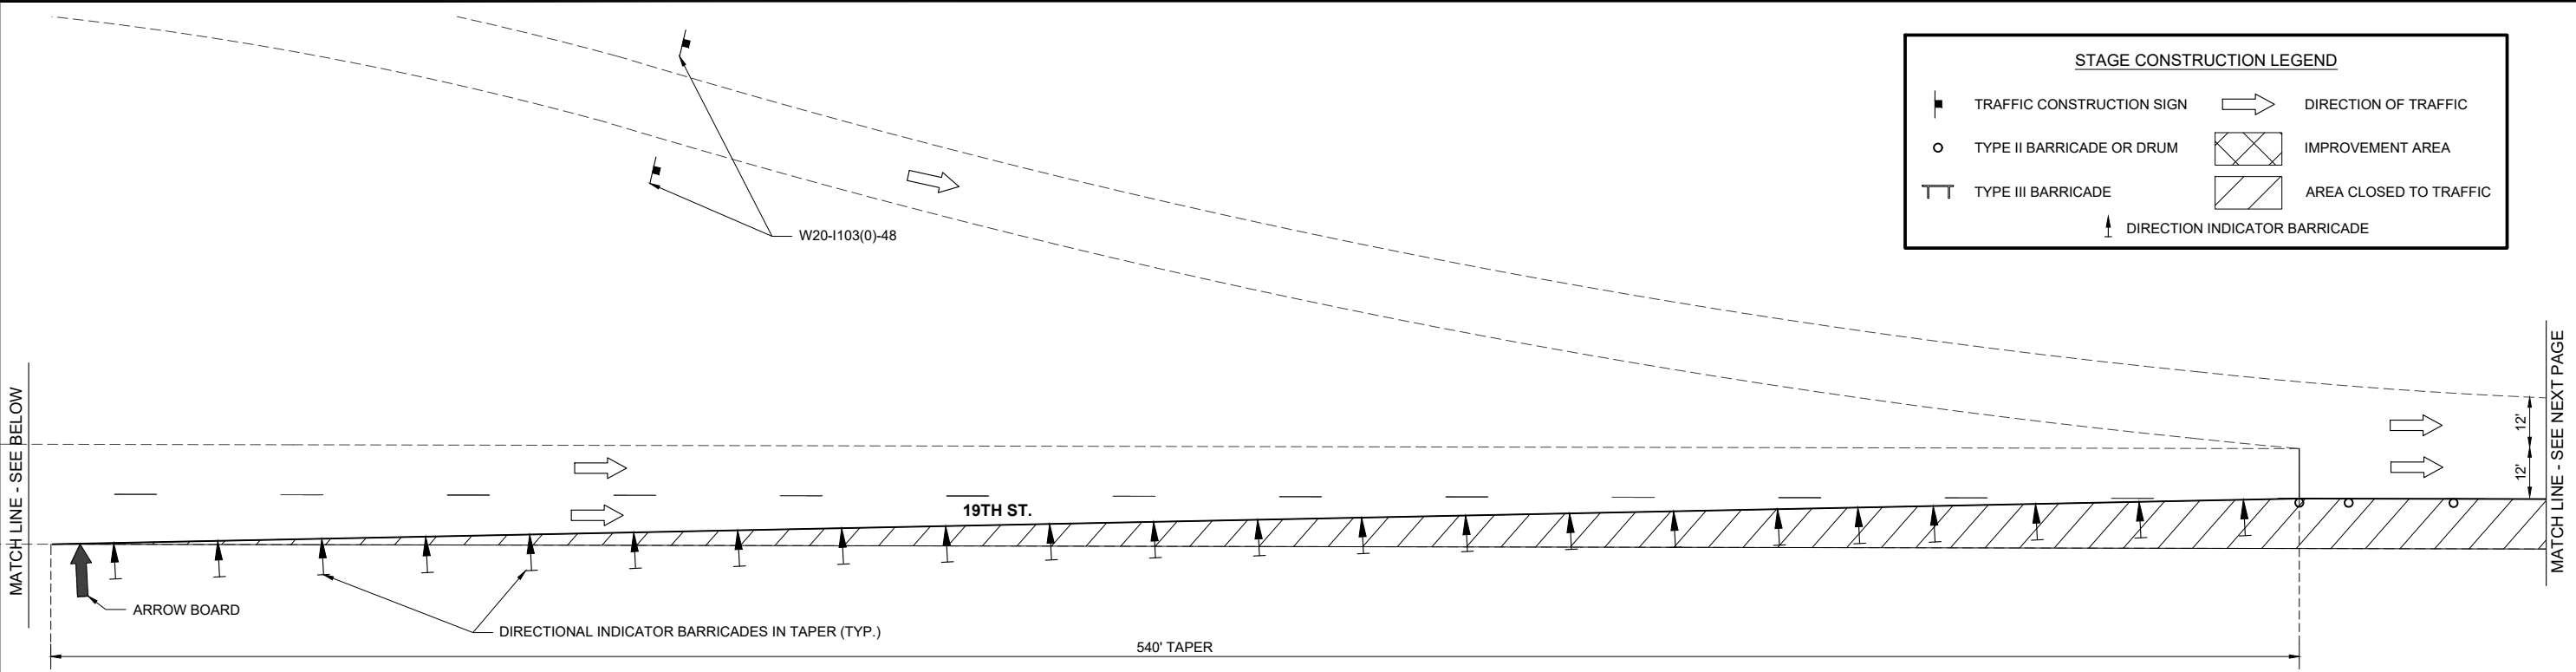 STAGE CONSTRUCTION LEGEND
TRAFFIC CONSTRUCTION SIGN
DIRECTION OF TRAFFIC
TYPE II BARRICADE OR DRUM
IMPROVEMENT AREA
TYPE III BARRICADE
AREA CLOSED TO TRAFFIC
DIRECTION INDICATOR BARRICADE
W20-I103(0)-48
MATCH LINE - SEE BELOW
MATCH LINE - SEE NEXT PAGE
12'
12'
19TH ST.
ARROW BOARD
DIRECTIONAL INDICATOR BARRICADES IN TAPER (TYP.)
540' TAPER